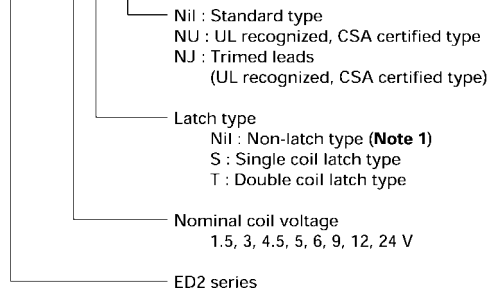 Nil : Standard type
NU : UL recognized, CSA certified type
NJ : Trimed leads
(UL recognized, CSA certified type)
Latch type
Nil : Non-latch type (Note 1)
S : Single coil latch type
T : Double coil latch type
Nominal coil voltage
1.5, 3, 4.5, 5, 6, 9, 12, 24 V
ED2 series